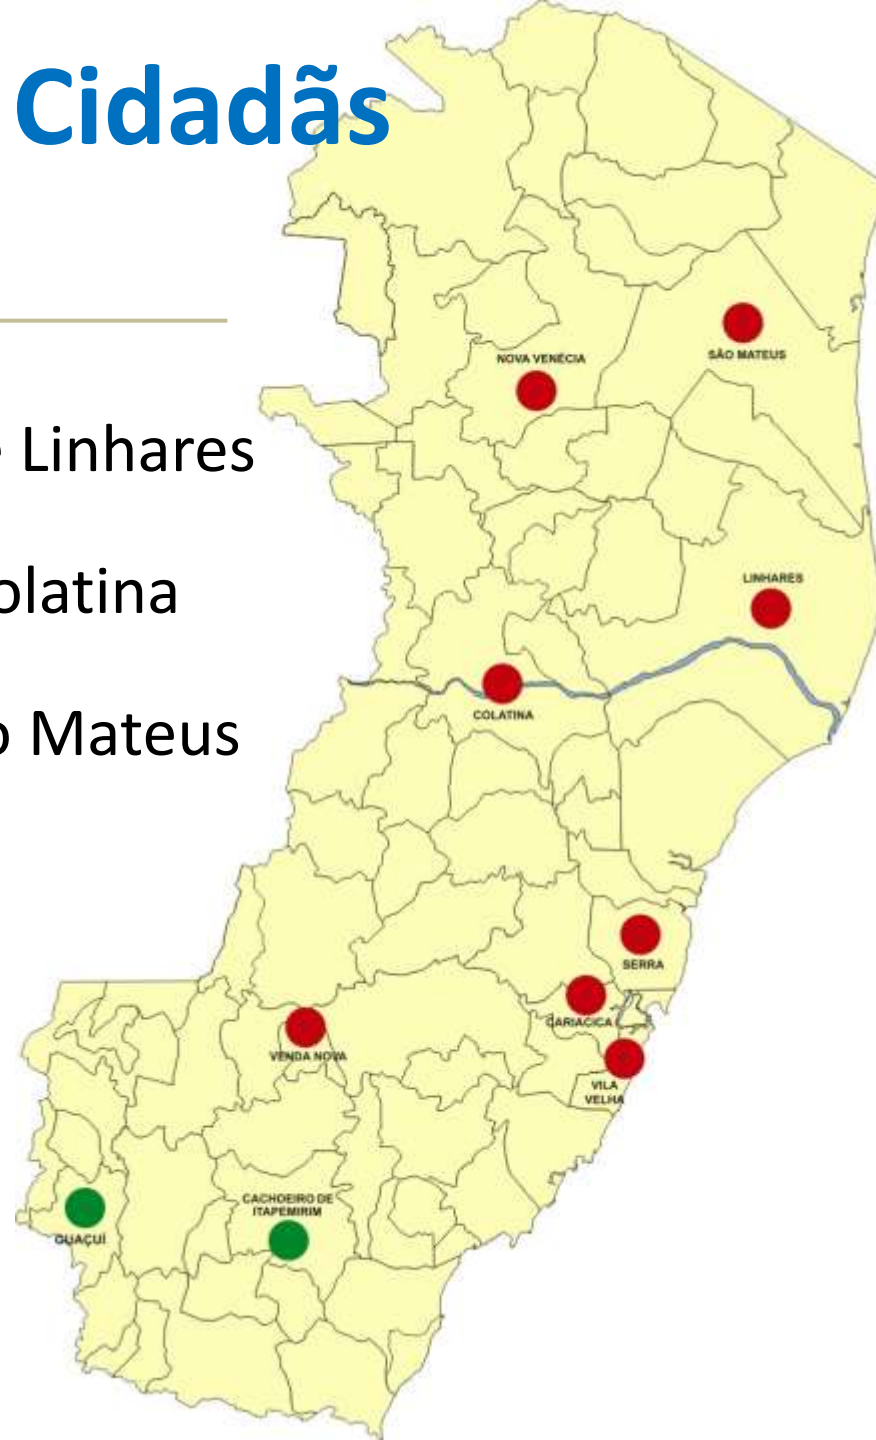 Cidadãs
NOVA VENÉCIA
SÃO MATEUS
Linhares
LINHARES
olatina
COLATINA
Mateus
SERRA
CARIACICA
VENDA NOVA
VILA
VELHA
CACHOEIRO DE
ITAPEMIRIM
GUAÇUÍ